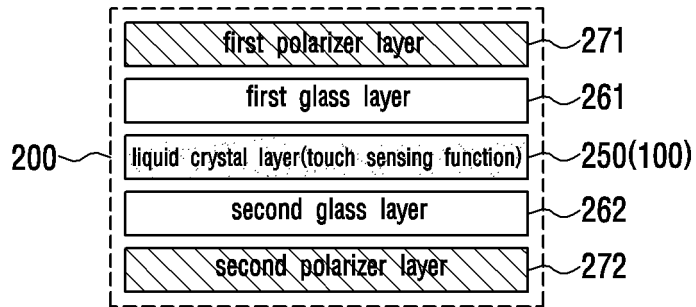 first polarizer layer 271
first glass layer 261
200 liquid crystal layer(touch sensing function) 250(100)
second glass layer 262
second polarizer layer 272